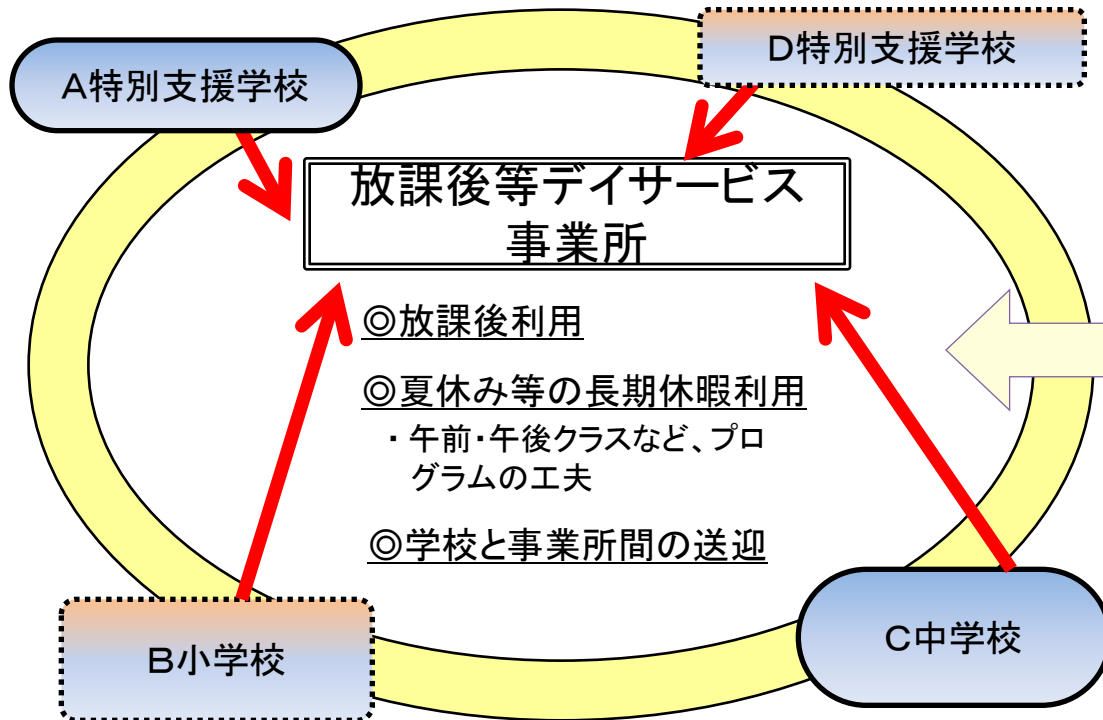 A特別支援学校
D特別支援学校
放課後等デイサービス
事業所
◎放課後利用
◎夏休み等の長期休暇利用
・午前・午後クラスなど、プロ
グラムの工夫
◎学校と事業所間の送迎
B小学校
C中学校